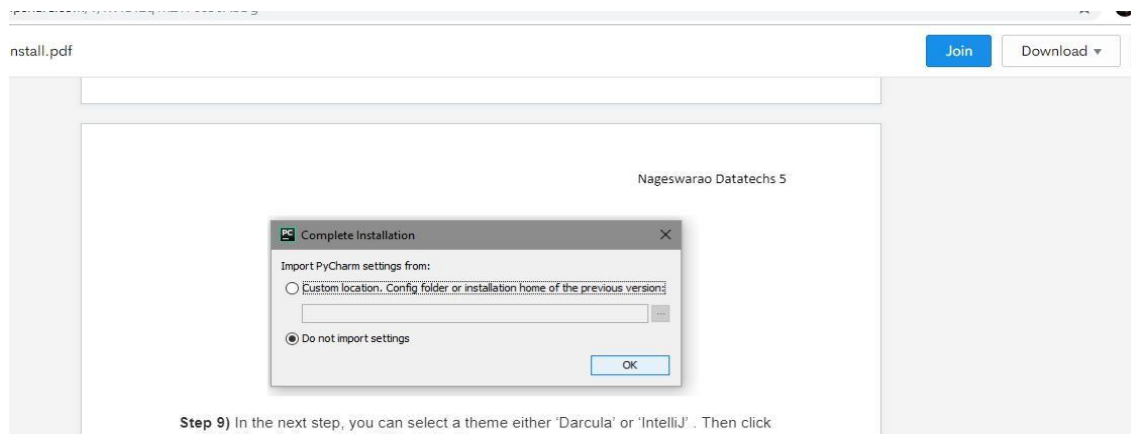 nstall.pdf
Join
Download
Nageswarao Datatechs 5
PC Complete Installation
Import PyCharm settings from:
Custom location. Config folder or installation home of the previous version:
...
Do not import settings
OK
Step 9) In the next step, you can select a theme either ‘Darcula’ or ‘IntelliJ’ . Then click